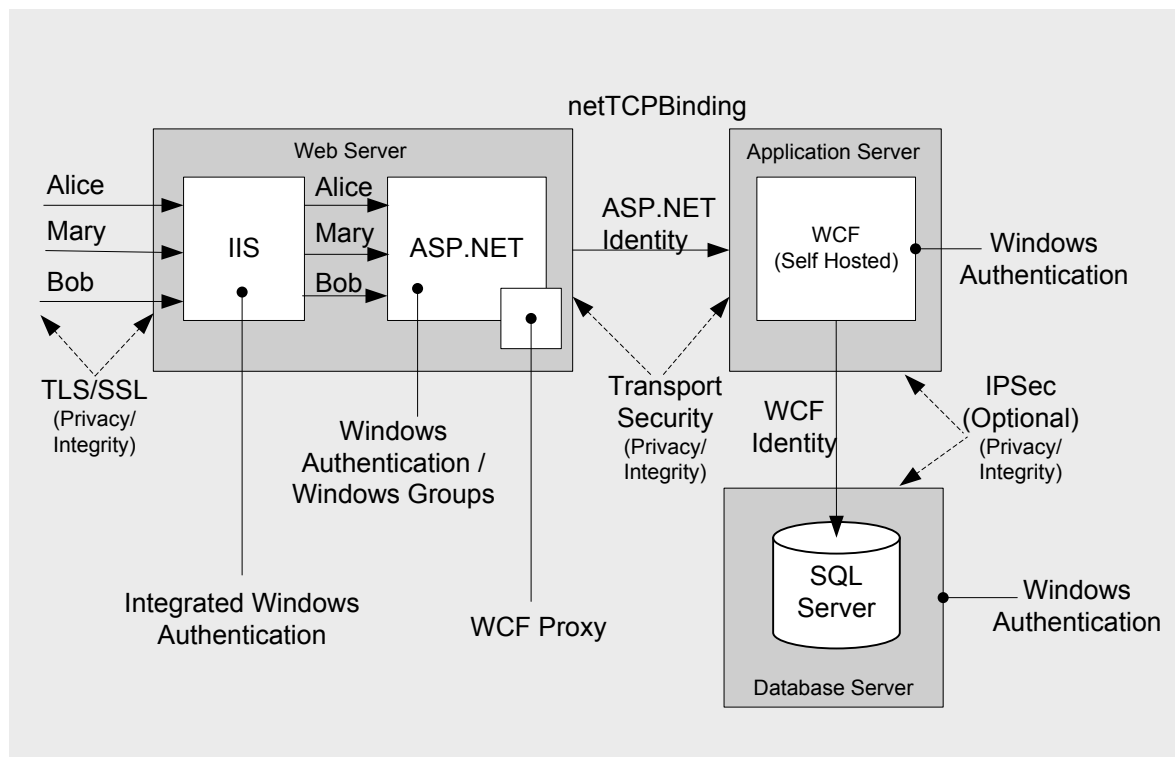 netTCPBinding
Web Server
Application Server
Alice
Mary
Bob
IIS
Alice
Mary
Bob
ASP.NET
ASP.NET
Identity
WCF
(Self Hosted)
Windows
Authentication
TLS/SSL
(Privacy/
Integrity)
Windows
Authentication /
Windows Groups
Transport
Security
(Privacy/
Integrity)
WCF
Identity
IPSec
(Optional)
(Privacy/
Integrity)
Integrated Windows
Authentication
WCF Proxy
SQL
Server
Windows
Authentication
Database Server